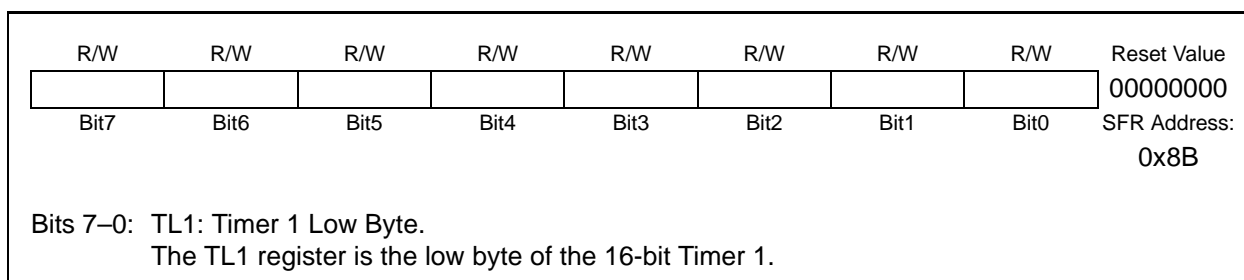 R/W R/W R/W R/W R/W R/W R/W R/W Reset Value
00000000
Bit7 Bit6 Bit5 Bit4 Bit3 Bit2 Bit1 Bit0 SFR Address:
0x8B
Bits 7–0: TL1: Timer 1 Low Byte.
The TL1 register is the low byte of the 16-bit Timer 1.